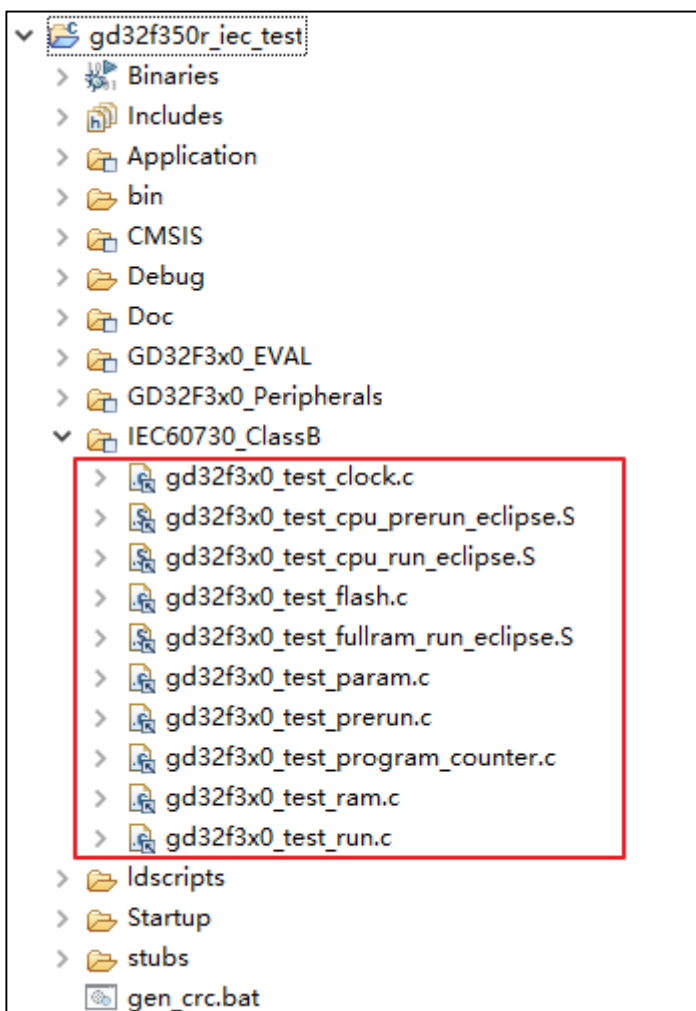 gd32f350r_iec_test
Binaries
Includes
Application
bin
CMSIS
Debug
Doc
GD32F3x0_EVAL
GD32F3x0_Peripherals
IEC60730_ClassB
gd32f3x0_test_clock.c
gd32f3x0_test_cpu_prerun_eclipse.S
gd32f3x0_test_cpu_run_eclipse.S
gd32f3x0_test_flash.c
gd32f3x0_test_fullram_run_eclipse.S
gd32f3x0_test_param.c
gd32f3x0_test_prerun.c
gd32f3x0_test_program_counter.c
gd32f3x0_test_ram.c
gd32f3x0_test_run.c
ldscripts
Startup
stubs
gen_crc.bat